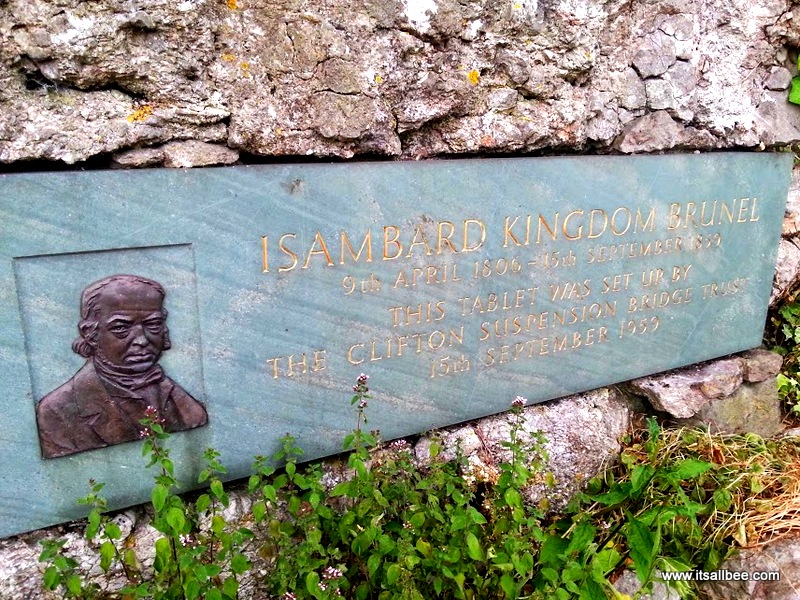 ISAMBARD KINGDOM BRUNEL
9th APRIL 1806 - 15th SEPTEMBER 1859
THIS TABLET WAS SET UP BY
THE CLIFTON SUSPENSION BRIDGE TRUST
15th SEPTEMBER 1959
www.itsallbee.com